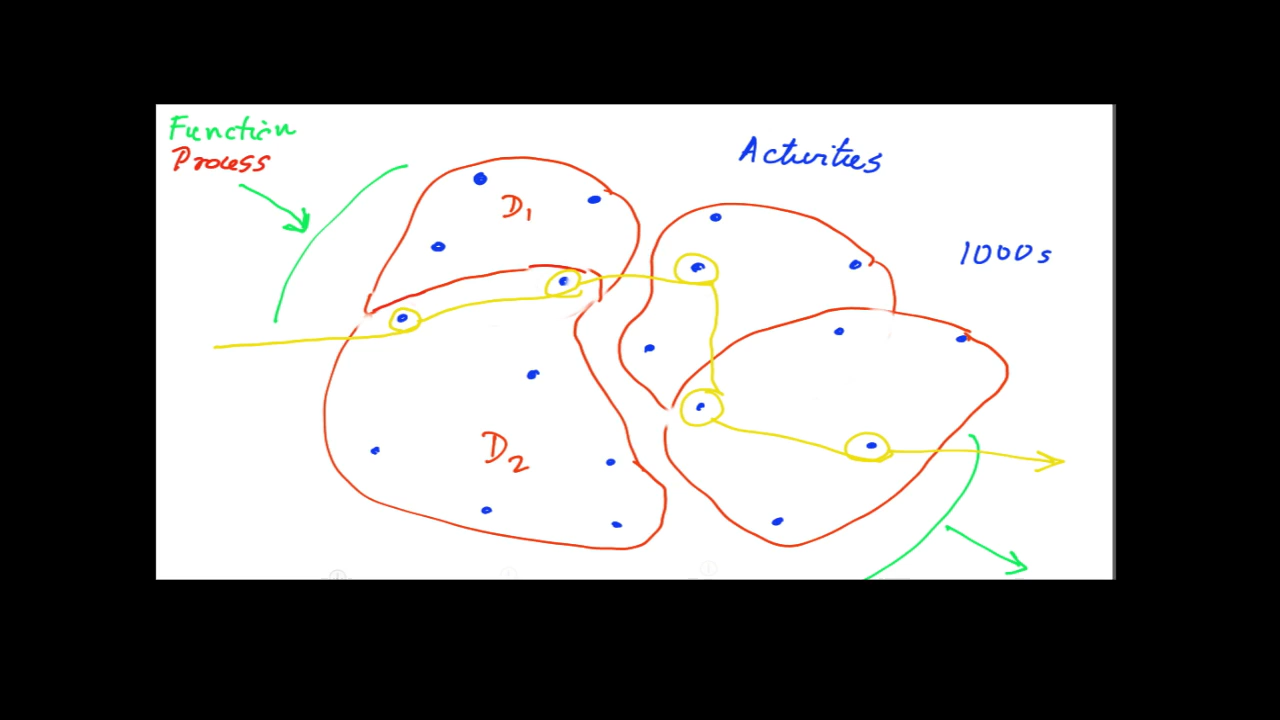 Function
Process
Activities
D1
1000s
D2